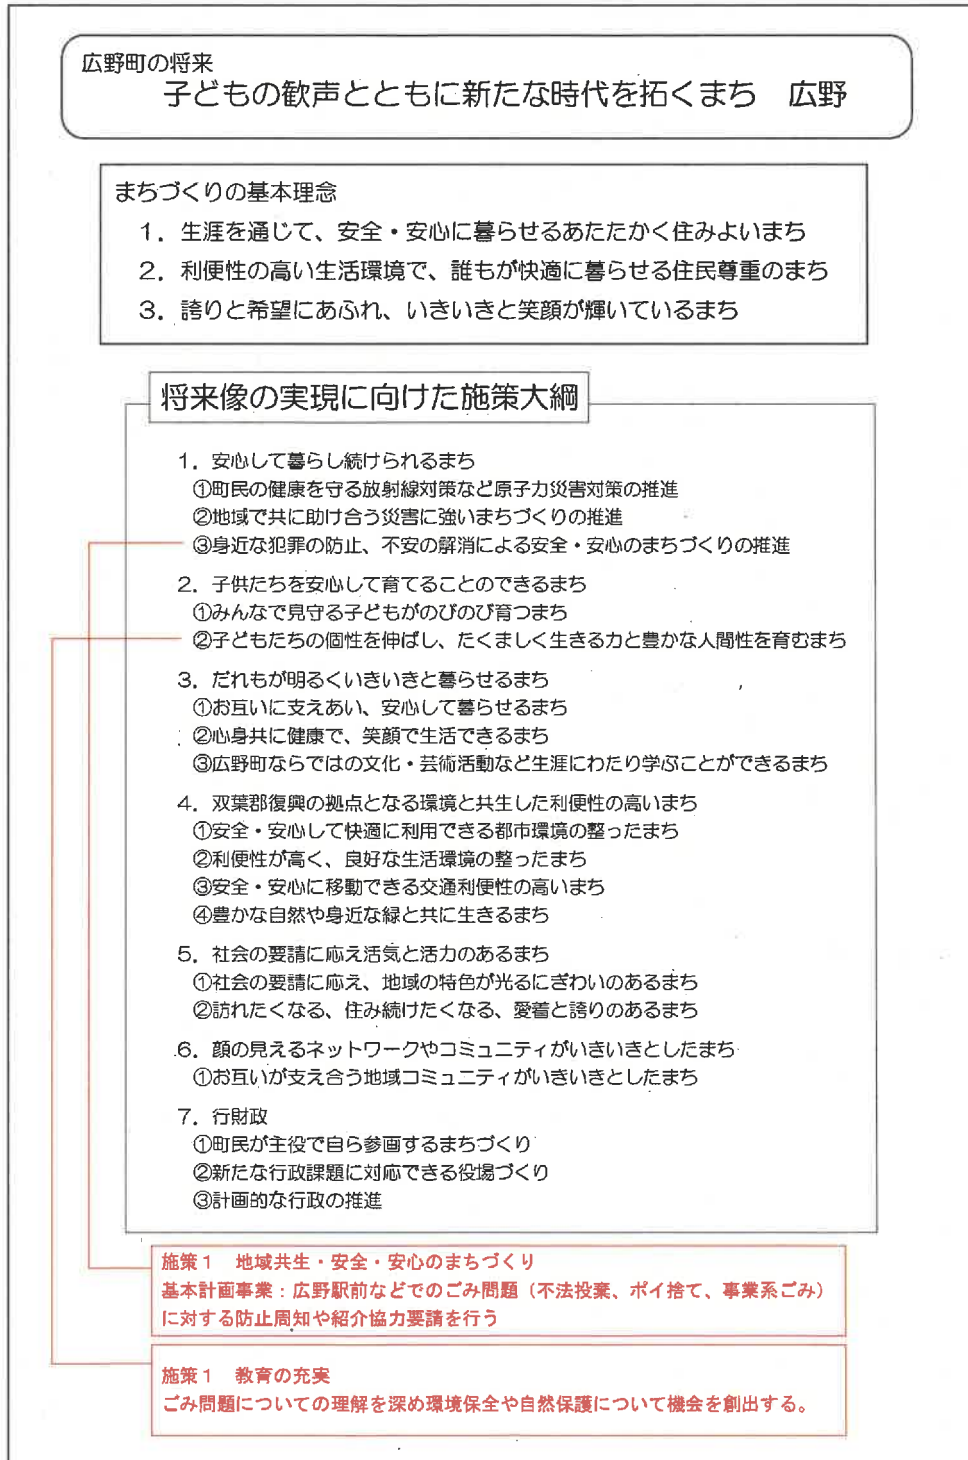 広野町の将来
子どもの歓声とともに新たな時代を拓くまち　広野
まちづくりの基本理念
1．生涯を通じて、安全・安心に暮らせるあたたかく住みよいまち
2．利便性の高い生活環境で、誰もが快適に暮らせる住民尊重のまち
3．誇りと希望にあふれ、いきいきと笑顔が輝いているまち
将来像の実現に向けた施策大綱
1．安心して暮らし続けられるまち
①町民の健康を守る放射線対策など原子力災害対策の推進
②地域で共に助け合う災害に強いまちづくりの推進
③身近な犯罪の防止、不安の解消による安全・安心のまちづくりの推進
2．子供たちを安心して育てることのできるまち
①みんなで見守る子どもがのびのび育つまち
②子どもたちの個性を伸ばし、たくましく生きる力と豊かな人間性を育むまち
3．だれもが明るくいきいきと暮らせるまち
①お互いに支えあい、安心して暮らせるまち
②心身共に健康で、笑顔で生活できるまち
③広野町ならではの文化・芸術活動など生涯にわたり学ぶことができるまち
4．双葉郡復興の拠点となる環境と共生した利便性の高いまち
①安全・安心して快適に利用できる都市環境の整ったまち
②利便性が高く、良好な生活環境の整ったまち
③安全・安心に移動できる交通利便性の高いまち
④豊かな自然や身近な緑と共に生きるまち
5．社会の要請に応え活気と活力のあるまち
①社会の要請に応え、地域の特色が光るにぎわいのあるまち
②訪れたくなる、住み続けたくなる、愛着と誇りのあるまち
6．顔の見えるネットワークやコミュニティがいきいきとしたまち
①お互いが支え合う地域コミュニティがいきいきとしたまち
7．行財政
①町民が主役で自ら参画するまちづくり
②新たな行政課題に対応できる役場づくり
③計画的な行政の推進
施策1　地域共生・安全・安心のまちづくり
基本計画事業：広野駅前などでのごみ問題（不法投棄、ポイ捨て、事業系ごみ）
に対する防止周知や紹介協力要請を行う
施策1　教育の充実
ごみ問題についての理解を深め環境保全や自然保護について機会を創出する。